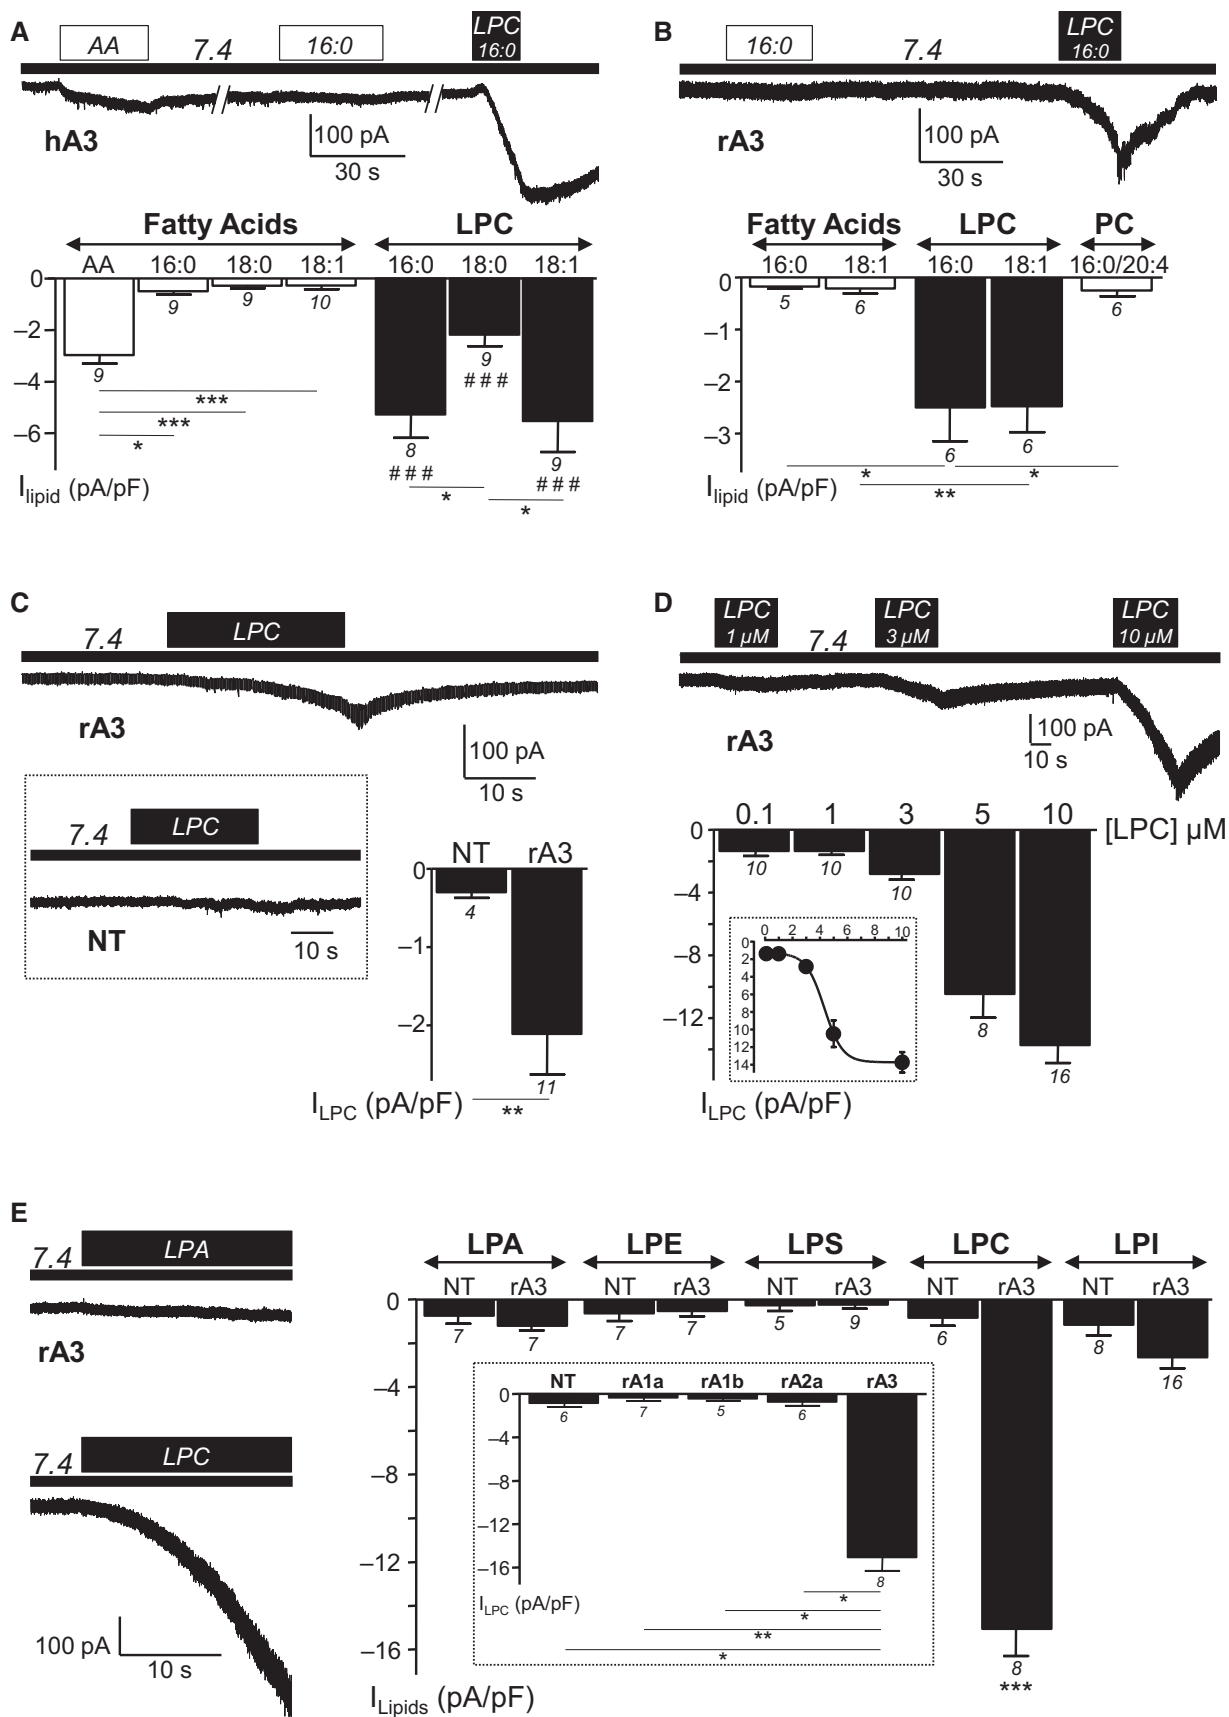 A
AA 7.4 16:0 LPC 16:0
hA3
100 pA
30 s
Fatty Acids LPC
AA 16:0 18:0 18:1 16:0 18:0 18:1
0
–2
–4
–6
9 9 9 10 8 9 9
### ### ###
***
***
*
* *
I lipid (pA/pF)
B
16:0 7.4 LPC 16:0
rA3
100 pA
30 s
Fatty Acids LPC PC
16:0 18:1 16:0 18:1 16:0/20:4
0
–1
–2
–3
5 6 6 6 6
* *
**
I lipid (pA/pF)
C
7.4 LPC
rA3
100 pA
10 s
7.4 LPC
NT
10 s
NT rA3
0
–1
–2
4 11
**
I LPC (pA/pF)
D
LPC 1 µM 7.4 LPC 3 µM LPC 10 µM
rA3
100 pA
10 s
0.1 1 3 5 10 [LPC] µM
0
–4
–8
–12
10 10 10 8 16
0 2 4 6 8 10
0
2
4
6
8
10
12
14
I LPC (pA/pF)
E
7.4 LPA
rA3
7.4 LPC
100 pA
10 s
LPA LPE LPS LPC LPI
NT rA3 NT rA3 NT rA3 NT rA3 NT rA3
0
–4
–8
–12
–16
7 7 7 7 5 9 6 8 8 16
***
I Lipids (pA/pF)
NT rA1a rA1b rA2a rA3
0
–4
–8
–12
–16
6 7 5 6 8
I LPC (pA/pF)
*
*
**
*